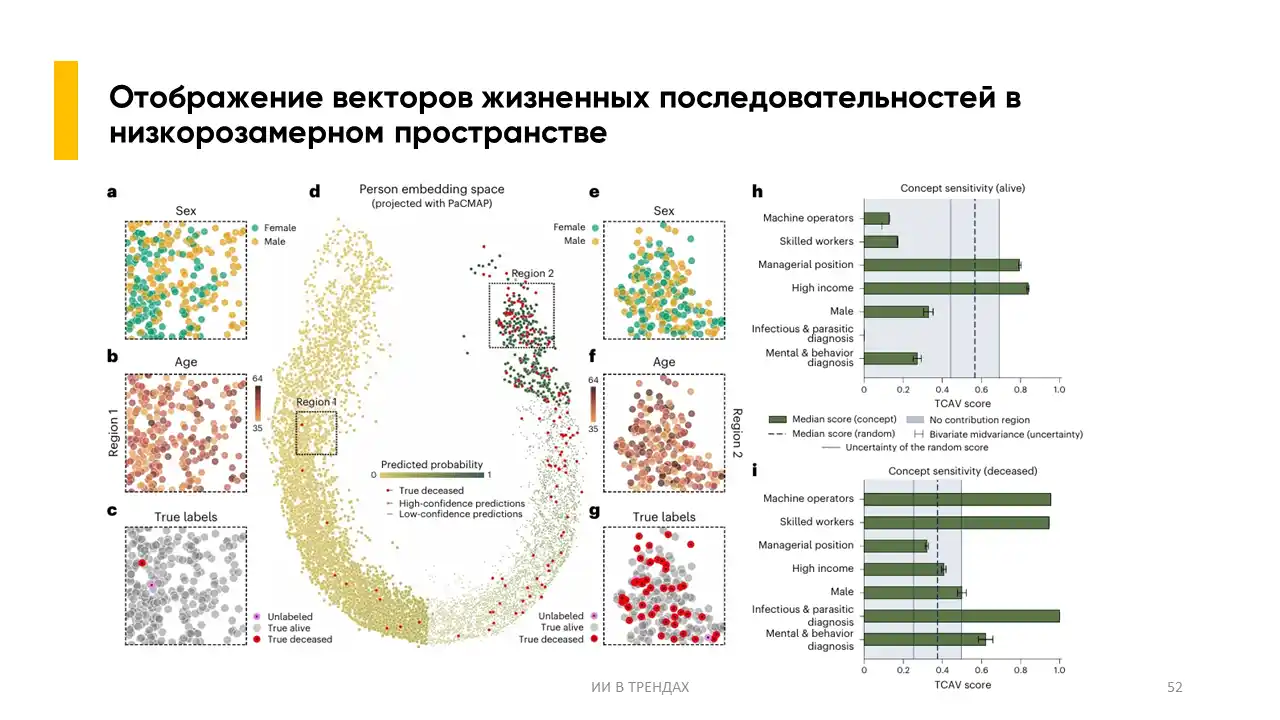 Отображение векторов жизненных последовательностей в
низкорозамерном пространстве
a
Sex
Female
Male
b
Age
64
35
Region 1
c
True labels
Unlabeled
True alive
True deceased
d
Person embedding space
(projected with PaCMAP)
Region 2
Region 1
Predicted probability
0
1
True deceased
High-confidence predictions
Low-confidence predictions
e
Sex
Female
Male
f
Age
64
35
Region 2
g
True labels
Unlabeled
True alive
True deceased
h
Concept sensitivity (alive)
Machine operators
Skilled workers
Managerial position
High income
Male
Infectious & parasitic
diagnosis
Mental & behavior
diagnosis
0 0.2 0.4 0.6 0.8 1.0
TCAV score
Median score (concept)
No contribution region
Median score (random)
Bivariate midvariance (uncertainty)
Uncertainty of the random score
i
Concept sensitivity (deceased)
Machine operators
Skilled workers
Managerial position
High income
Male
Infectious & parasitic
diagnosis
Mental & behavior
diagnosis
0 0.2 0.4 0.6 0.8 1.0
TCAV score
ИИ В ТРЕНДАХ
52